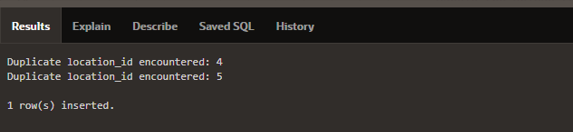 Results Explain Describe Saved SQL History
Duplicate location_id encountered: 4
Duplicate location_id encountered: 5
1 row(s) inserted.